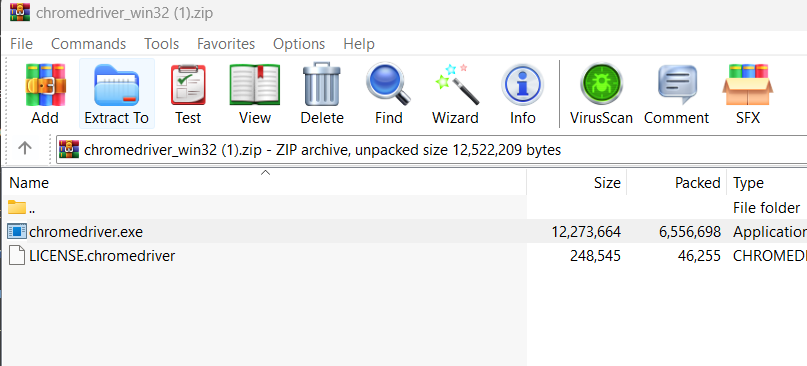 chromedriver_win32 (1).zip
File Commands Tools Favorites Options Help
Add Extract To Test View Delete Find Wizard Info VirusScan Comment SFX
chromedriver_win32 (1).zip - ZIP archive, unpacked size 12,522,209 bytes
Name Size Packed Type
.. File folder
chromedriver.exe 12,273,664 6,556,698 Application
LICENSE.chromedriver 248,545 46,255 CHROMED